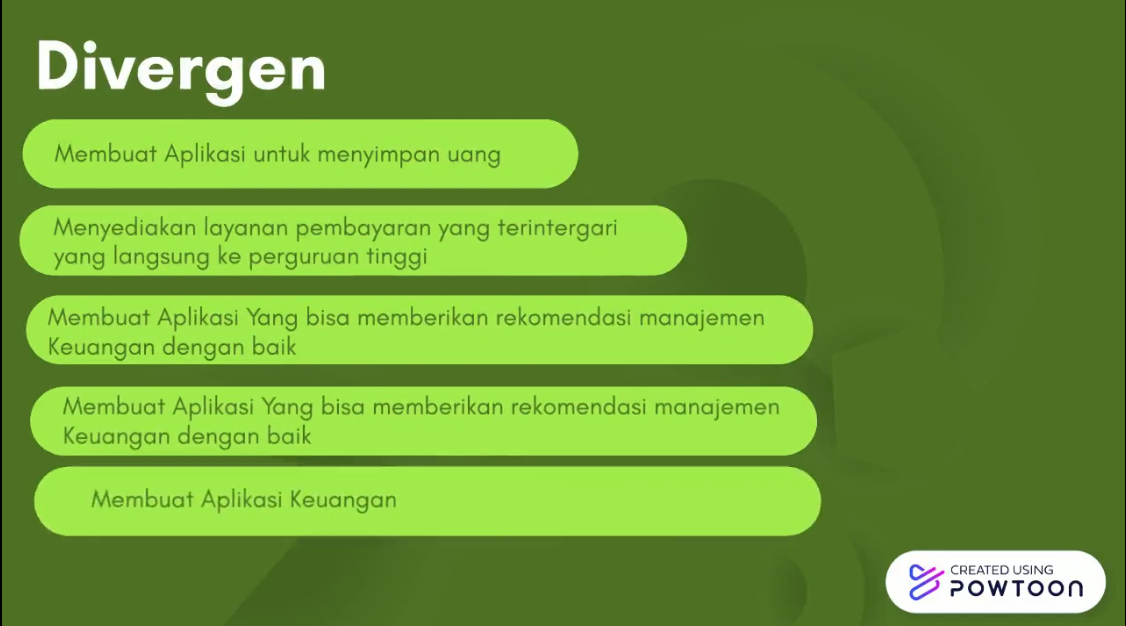 Divergen
Membuat Aplikasi untuk menyimpan uang
Menyediakan layanan pembayaran yang terintergari
yang langsung ke perguruan tinggi
Membuat Aplikasi Yang bisa memberikan rekomendasi manajemen
Keuangan dengan baik
Membuat Aplikasi Yang bisa memberikan rekomendasi manajemen
Keuangan dengan baik
Membuat Aplikasi Keuangan
CREATED USING
POWTOON